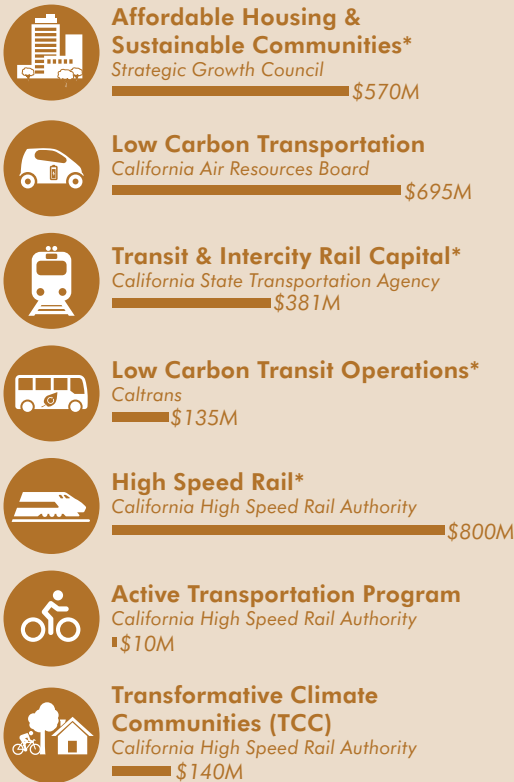 Affordable Housing &
Sustainable Communities*
Strategic Growth Council
$570M
Low Carbon Transportation
California Air Resources Board
$695M
Transit & Intercity Rail Capital*
California State Transportation Agency
$381M
Low Carbon Transit Operations*
Caltrans
$135M
High Speed Rail*
California High Speed Rail Authority
$800M
Active Transportation Program
California High Speed Rail Authority
$10M
Transformative Climate
Communities (TCC)
California High Speed Rail Authority
$140M